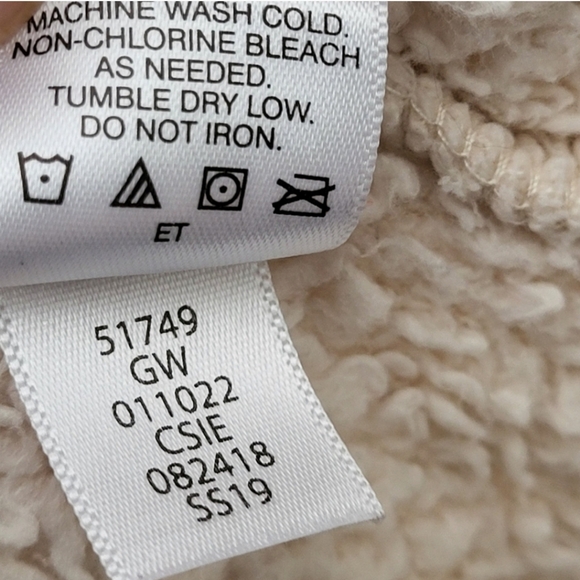 MACHINE WASH COLD.
NON-CHLORINE BLEACH
AS NEEDED.
TUMBLE DRY LOW.
DO NOT IRON.
ET
51749
GW
011022
CSIE
082418
SS19